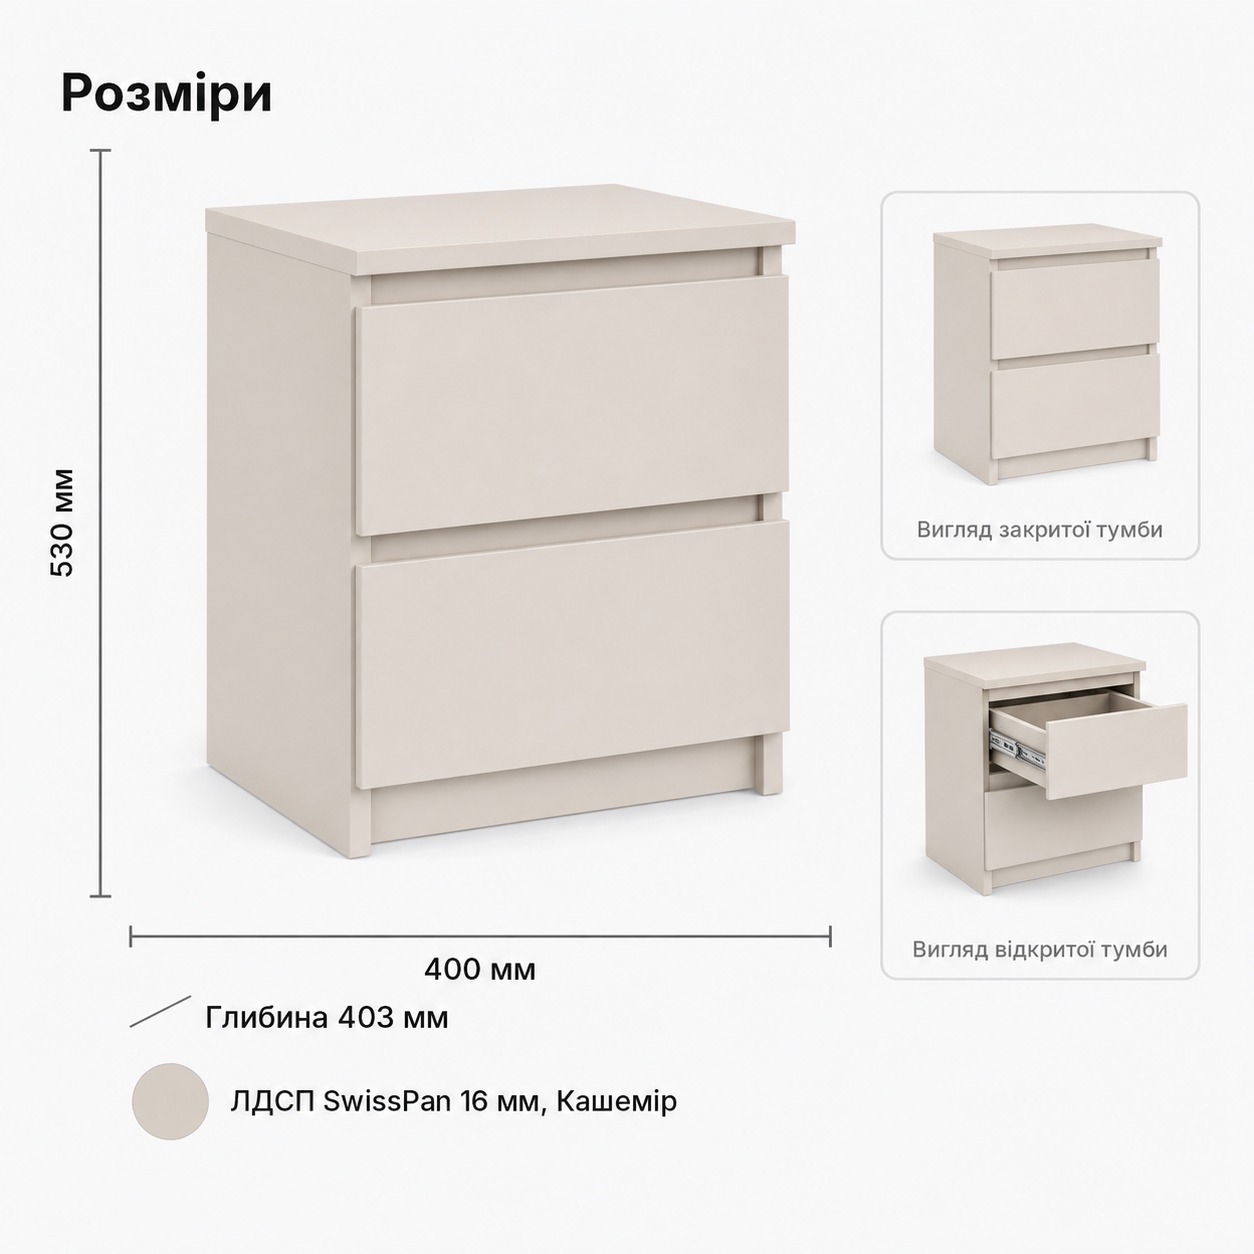 Розміри
530 мм
400 мм
Глибина 403 мм
ЛДСП SwissPan 16 мм, Кашемір
Вигляд закритої тумби
Вигляд відкритої тумби